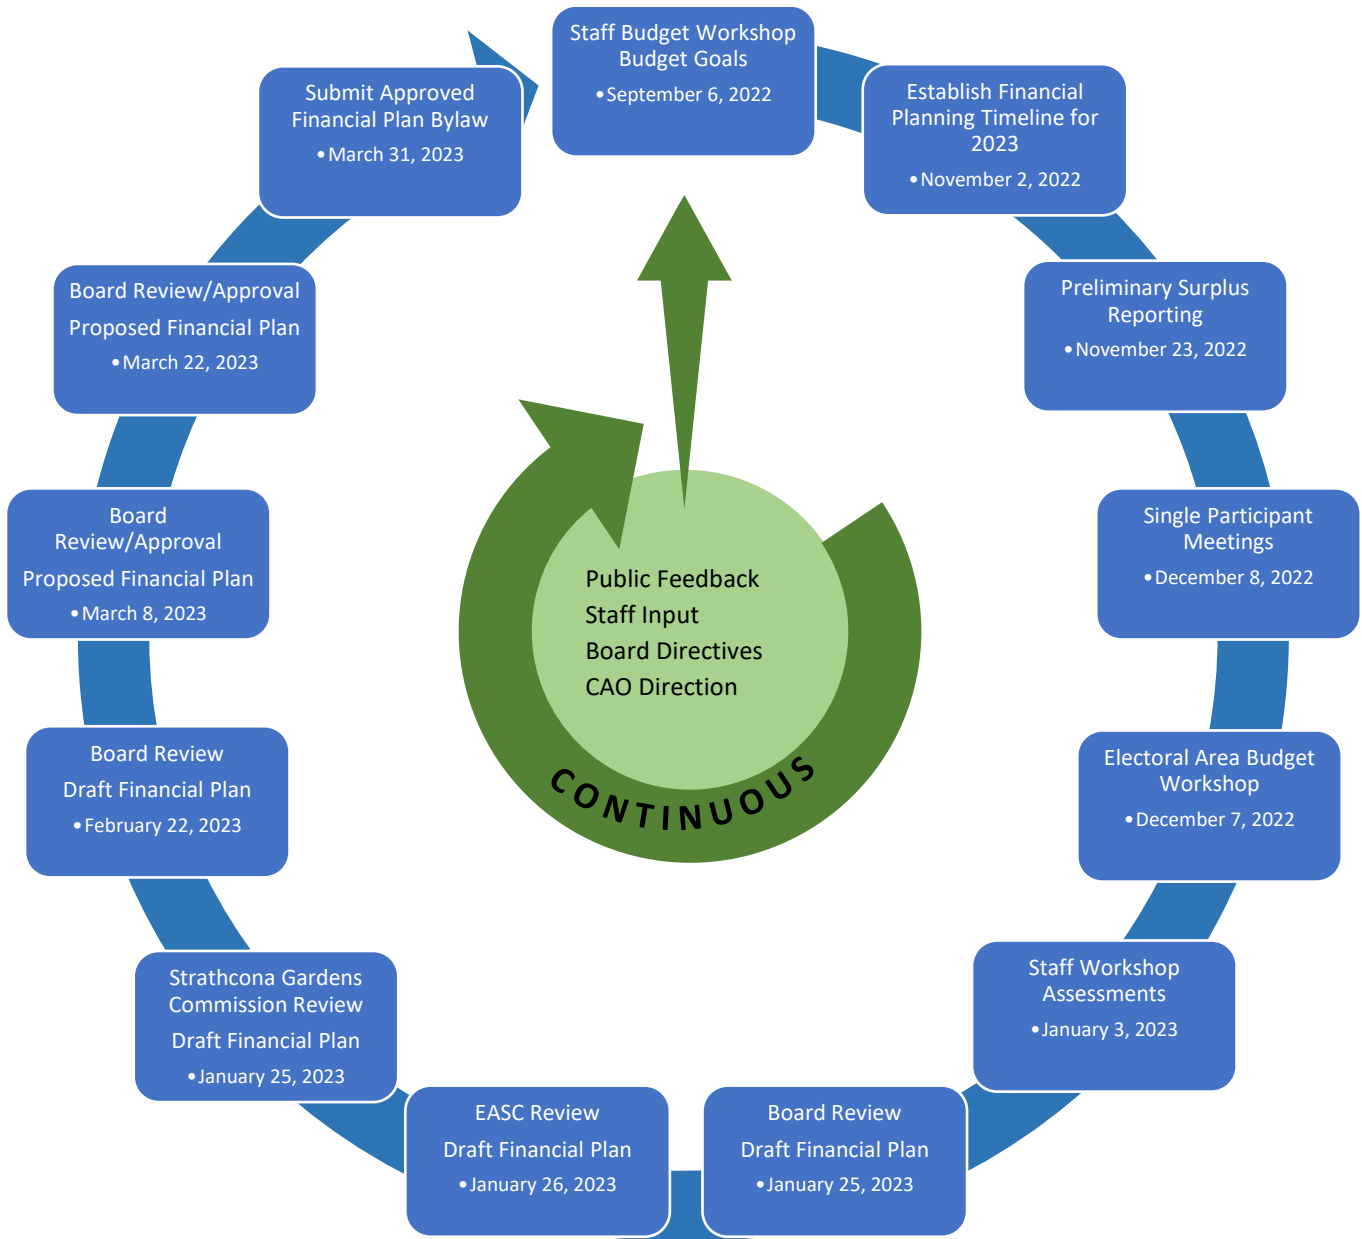 Staff Budget Workshop
Budget Goals
•September 6, 2022
Establish Financial
Planning Timeline for
2023
•November 2, 2022
Preliminary Surplus
Reporting
•November 23, 2022
Single Participant
Meetings
•December 8, 2022
Electoral Area Budget
Workshop
•December 7, 2022
Staff Workshop
Assessments
•January 3, 2023
Board Review
Draft Financial Plan
•January 25, 2023
EASC Review
Draft Financial Plan
•January 26, 2023
Strathcona Gardens
Commission Review
Draft Financial Plan
•January 25, 2023
Board Review
Draft Financial Plan
•February 22, 2023
Board
Review/Approval
Proposed Financial Plan
•March 8, 2023
Board Review/Approval
Proposed Financial Plan
•March 22, 2023
Submit Approved
Financial Plan Bylaw
•March 31, 2023
Public Feedback
Staff Input
Board Directives
CAO Direction
CONTINUOUS